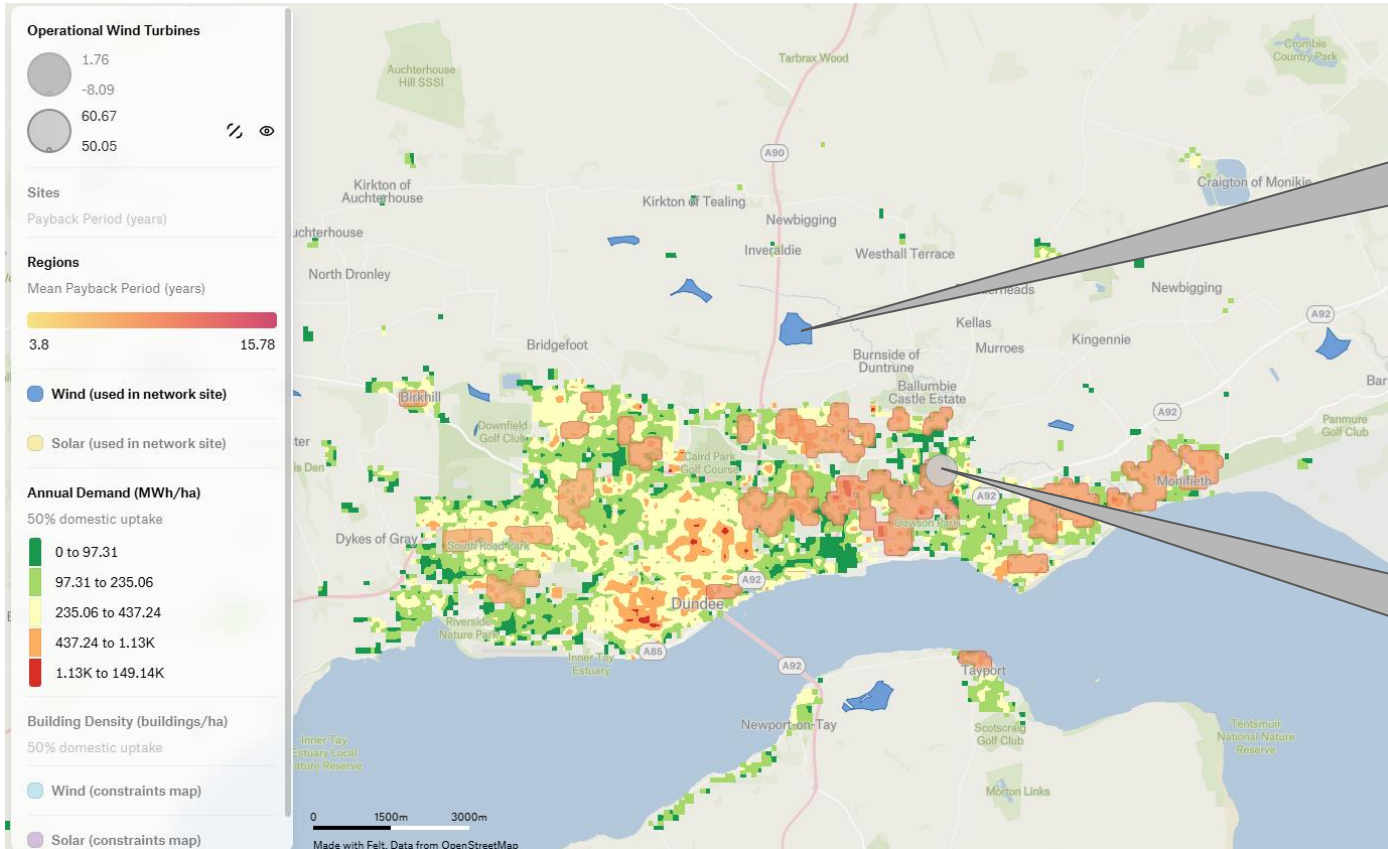 Operational Wind Turbines
1.76
-8.09
60.67
50.05
Sites
Payback Period (years)
Regions
Mean Payback Period (years)
3.8
15.78
Wind (used in network site)
Solar (used in network site)
Annual Demand (MWh/ha)
50% domestic uptake
0 to 97.31
97.31 to 235.06
235.06 to 437.24
437.24 to 1.13K
1.13K to 149.14K
Building Density (buildings/ha)
50% domestic uptake
Wind (constraints map)
Solar (constraints map)
Auchterhouse
Hill SSSI
Tarbrax Wood
Crombie
Country Park
A90
Kirkton of
Auchterhouse
Kirkton of Tealing
Craigton of Monikie
Newbigging
uchterhouse
Inveraldie
Westhall Terrace
North Dronley
Newbigging
A92
Kellas
Bridgefoot
Murroes
Kingennie
Burnside of
Duntrune
Ballumbie
Castle Estate
Bar
Birkhill
A92
Panmure
Golf Club
Downfield
Golf Club
ter
is Den
Caird Park
Golf Course
Monifieth
A92
Dawson Park
Dykes of Gray
South Road Park
A92
Dundee
Riverside
Nature Park
A85
Inner Tay
Estuary
A92
Tayport
Newport-on-Tay
Scotscraig
Golf Club
Tentsmuir
National Nature
Reserve
Inner Tay
Estuary Local
ature Reserve
Morton Links
0
1500m
3000m
Made with Felt. Data from OpenStreetMap